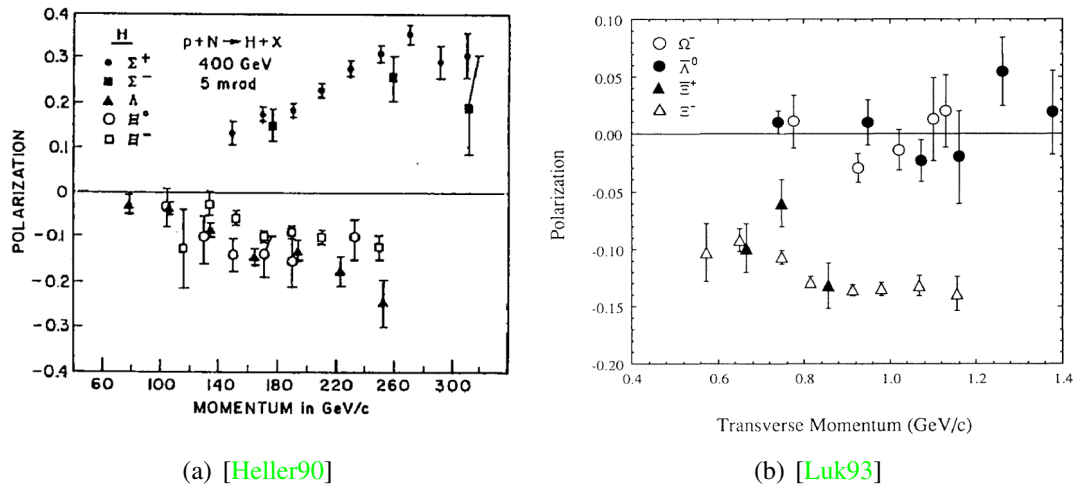 H
p+N→H+X
400 GeV
5 mrad
Σ⁺
Σ⁻
Λ
Ξ°
Ξ⁻
POLARIZATION
0.4
0.3
0.2
0.1
0
-0.1
-0.2
-0.3
-0.4
60 100 140 180 220 260 300
MOMENTUM in GeV/c
(a) [Heller90]
Ω⁻
Λ̄⁰
Ξ̄⁺
Ξ⁻
Polarization
0.10
0.05
0.00
-0.05
-0.10
-0.15
-0.20
0.4 0.6 0.8 1.0 1.2 1.4
Transverse Momentum (GeV/c)
(b) [Luk93]